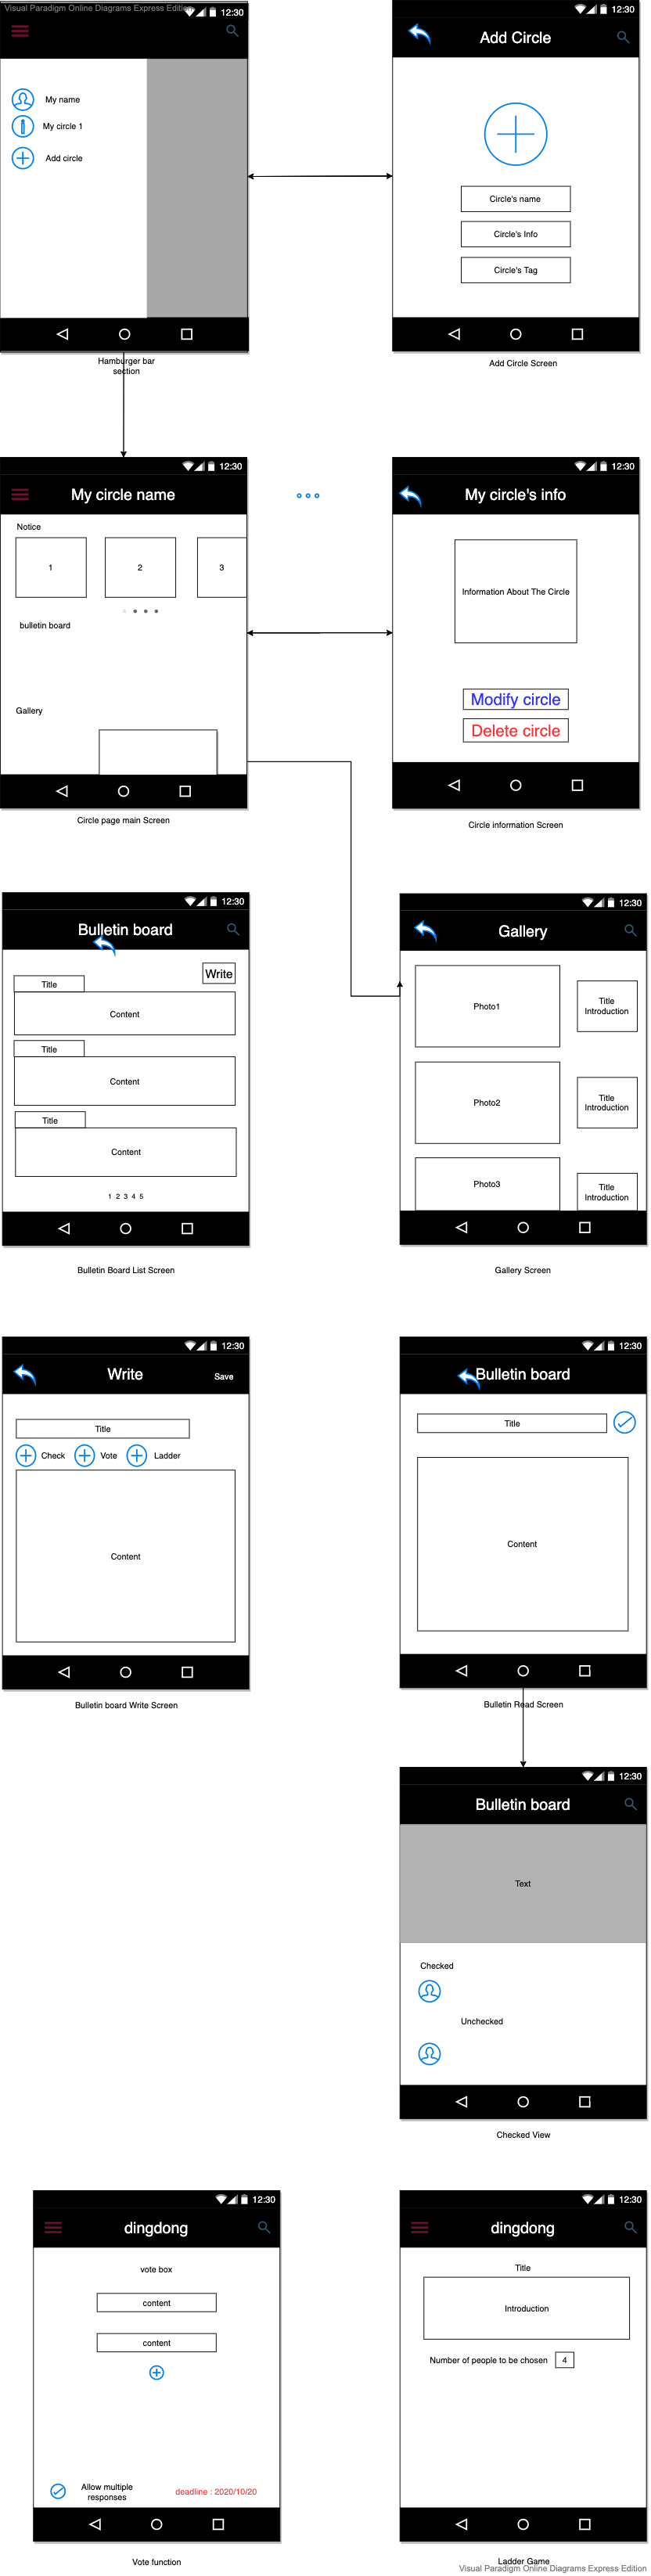 Visual Paradigm Online Diagrams Express Edition
12:30
My name
My circle 1
Add circle
Hamburger bar
section
12:30
Add Circle
Circle's name
Circle's Info
Circle's Tag
Add Circle Screen
12:30
My circle name
Notice
1
2
3
bulletin board
Gallery
Circle page main Screen
12:30
My circle's info
Information About The Circle
Modify circle
Delete circle
Circle information Screen
12:30
Bulletin board
Write
Title
Content
Title
Content
Title
Content
1 2 3 4 5
Bulletin Board List Screen
12:30
Gallery
Photo1
Title
Introduction
Photo2
Title
Introduction
Photo3
Title
Introduction
Gallery Screen
12:30
Write
Save
Title
Check
Vote
Ladder
Content
Bulletin board Write Screen
12:30
Bulletin board
Title
Content
Bulletin Read Screen
12:30
Bulletin board
Text
Checked
Unchecked
Checked View
12:30
dingdong
vote box
content
content
Allow multiple
responses
deadline : 2020/10/20
Vote function
12:30
dingdong
Title
Introduction
Number of people to be chosen
4
Ladder Game
Visual Paradigm Online Diagrams Express Edition